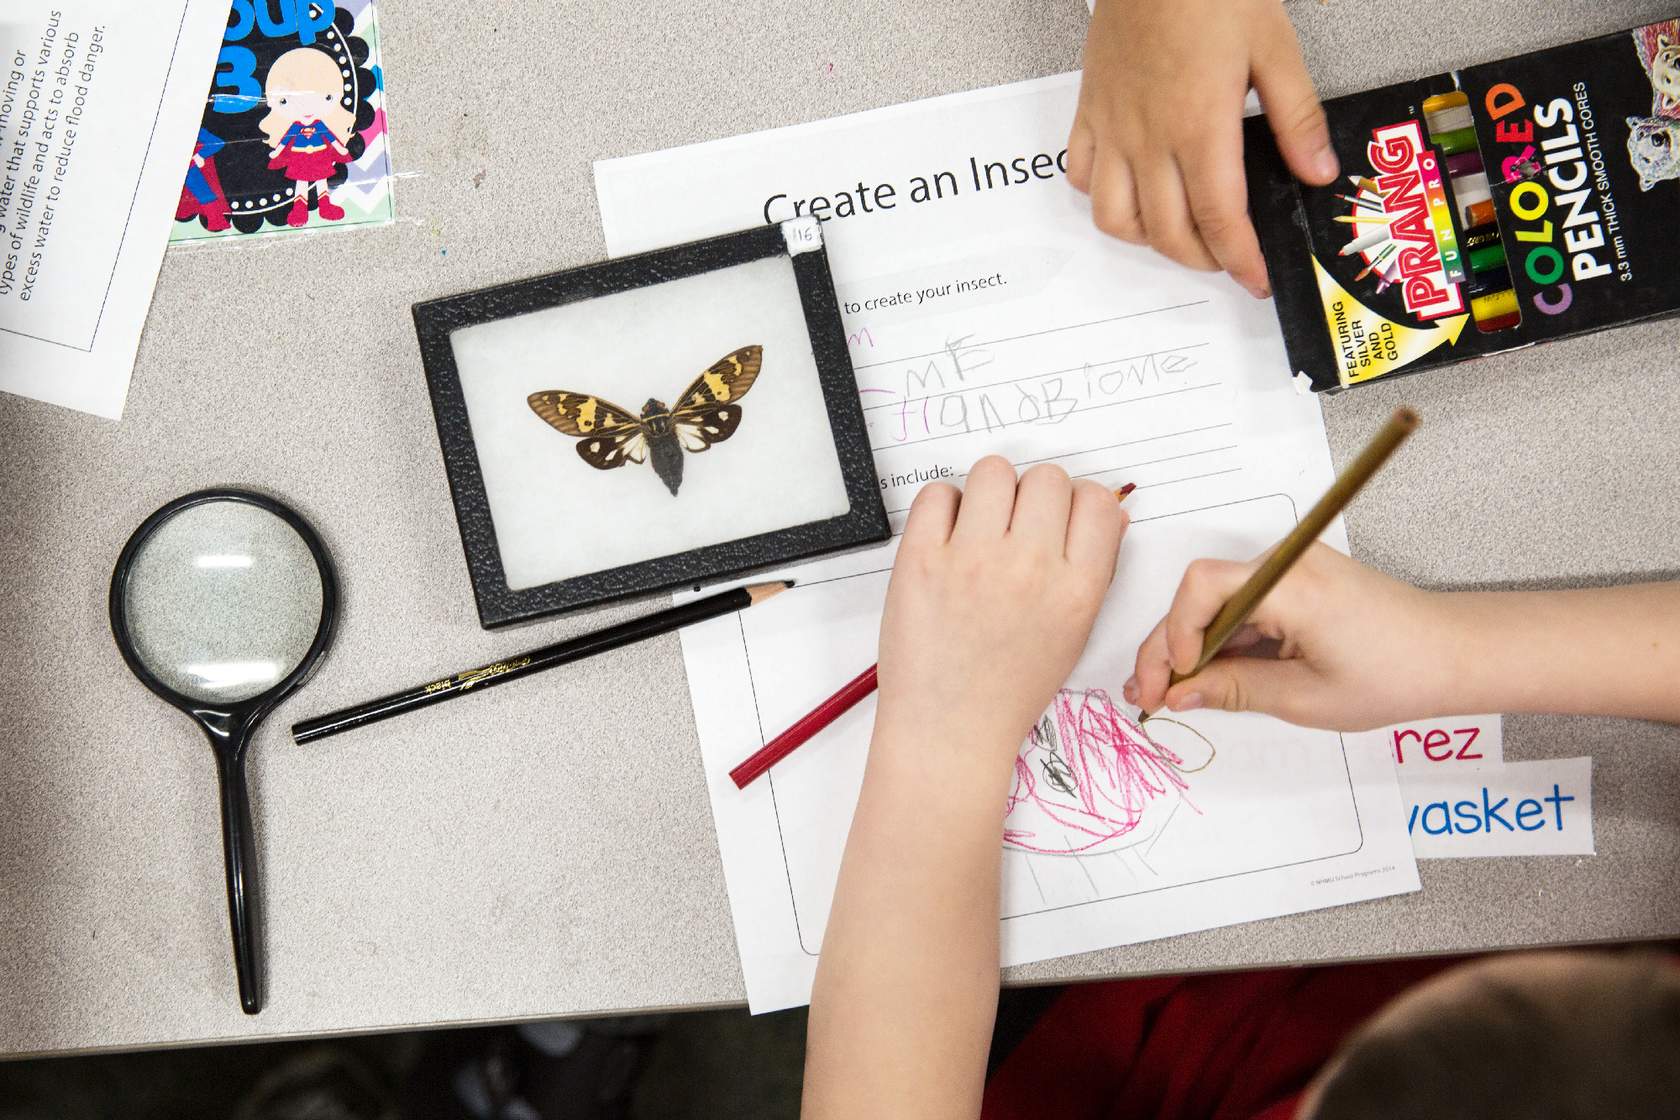 moving or
water that supports various
types of wildlife and acts to absorb
excess water to reduce flood danger.
oup
3
Create an Insec
116
to create your insect.
m
ME
HandBione
s include:
black
PRANG
FUN PRO
FEATURING
SILVER
AND
GOLD
COLORED
PENCILS
3.3 mm THICK SMOOTH CORES
rez
vasket
© NHMU School Programs 2014